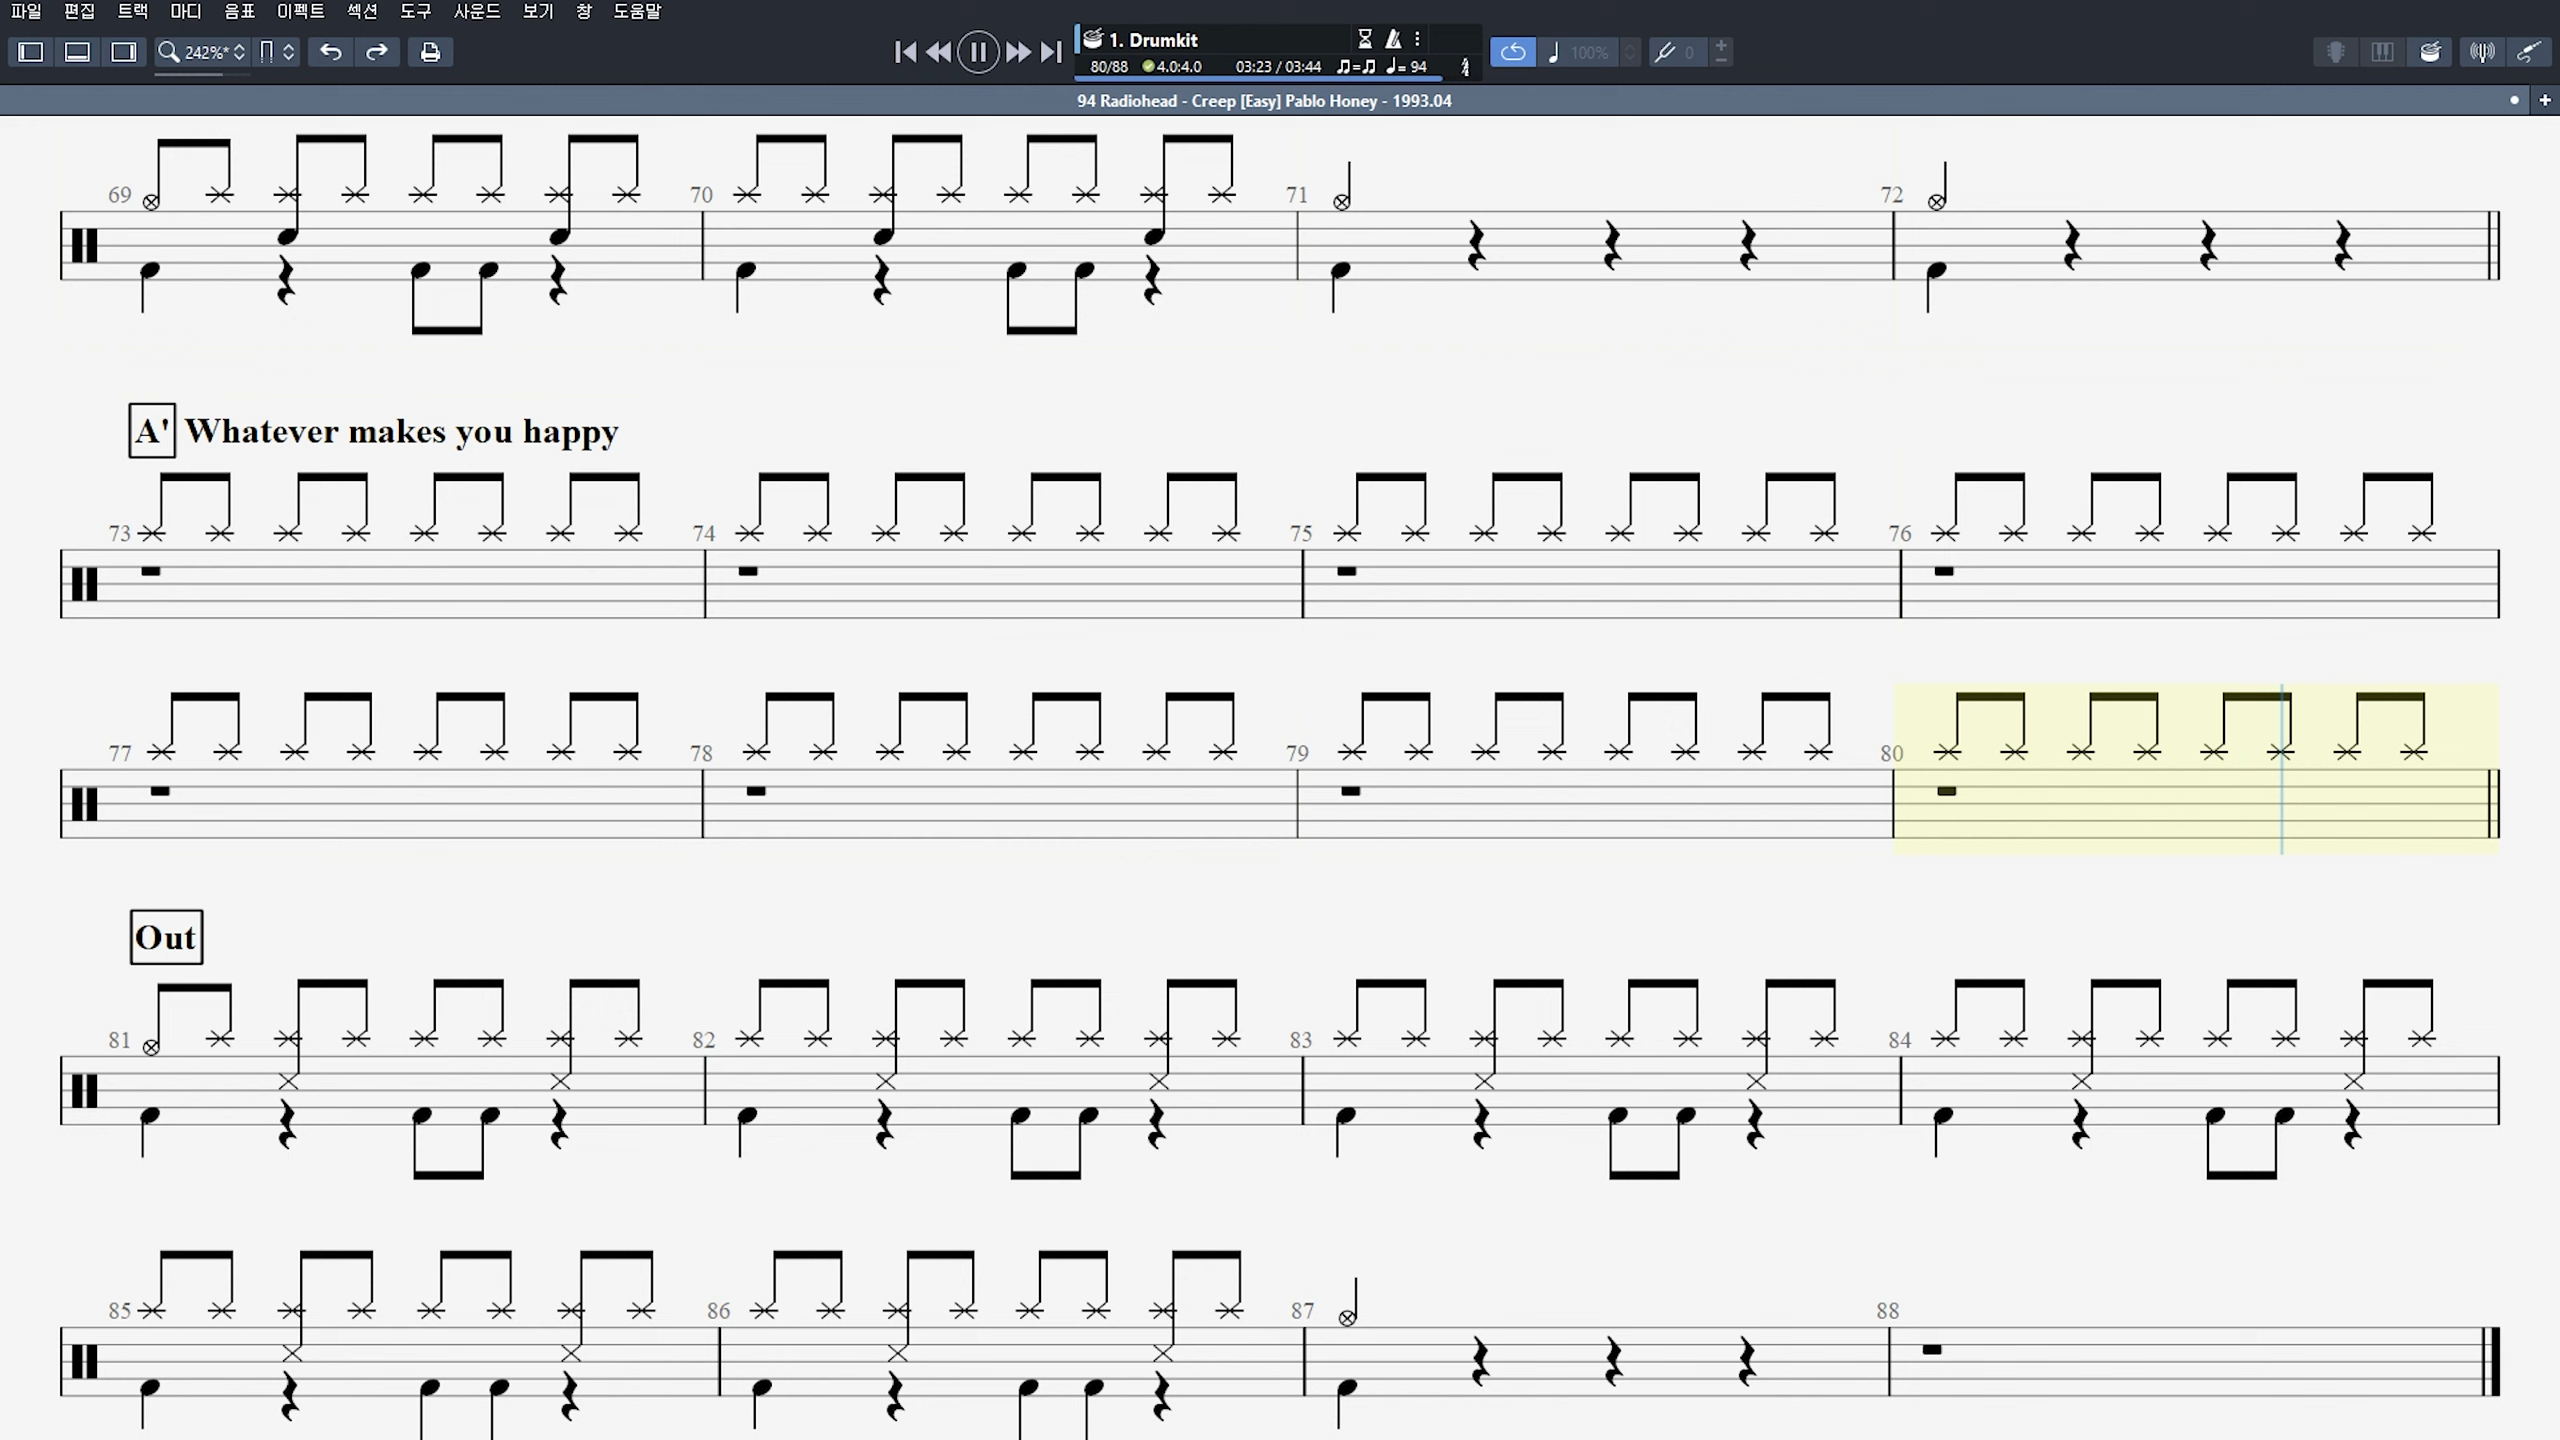 파일 편집 트랙 마디 음표 이펙트 섹션 도구 사운드 보기 창 도움말
242%*
1. Drumkit
100%
0
80/88 4.0:4.0 03:23 / 03:44 ♫=♫ ♩= 94
94 Radiohead - Creep [Easy] Pablo Honey - 1993.04
69 70 71 72
A' Whatever makes you happy
73 74 75 76
77 78 79 80
Out
81 82 83 84
85 86 87 88